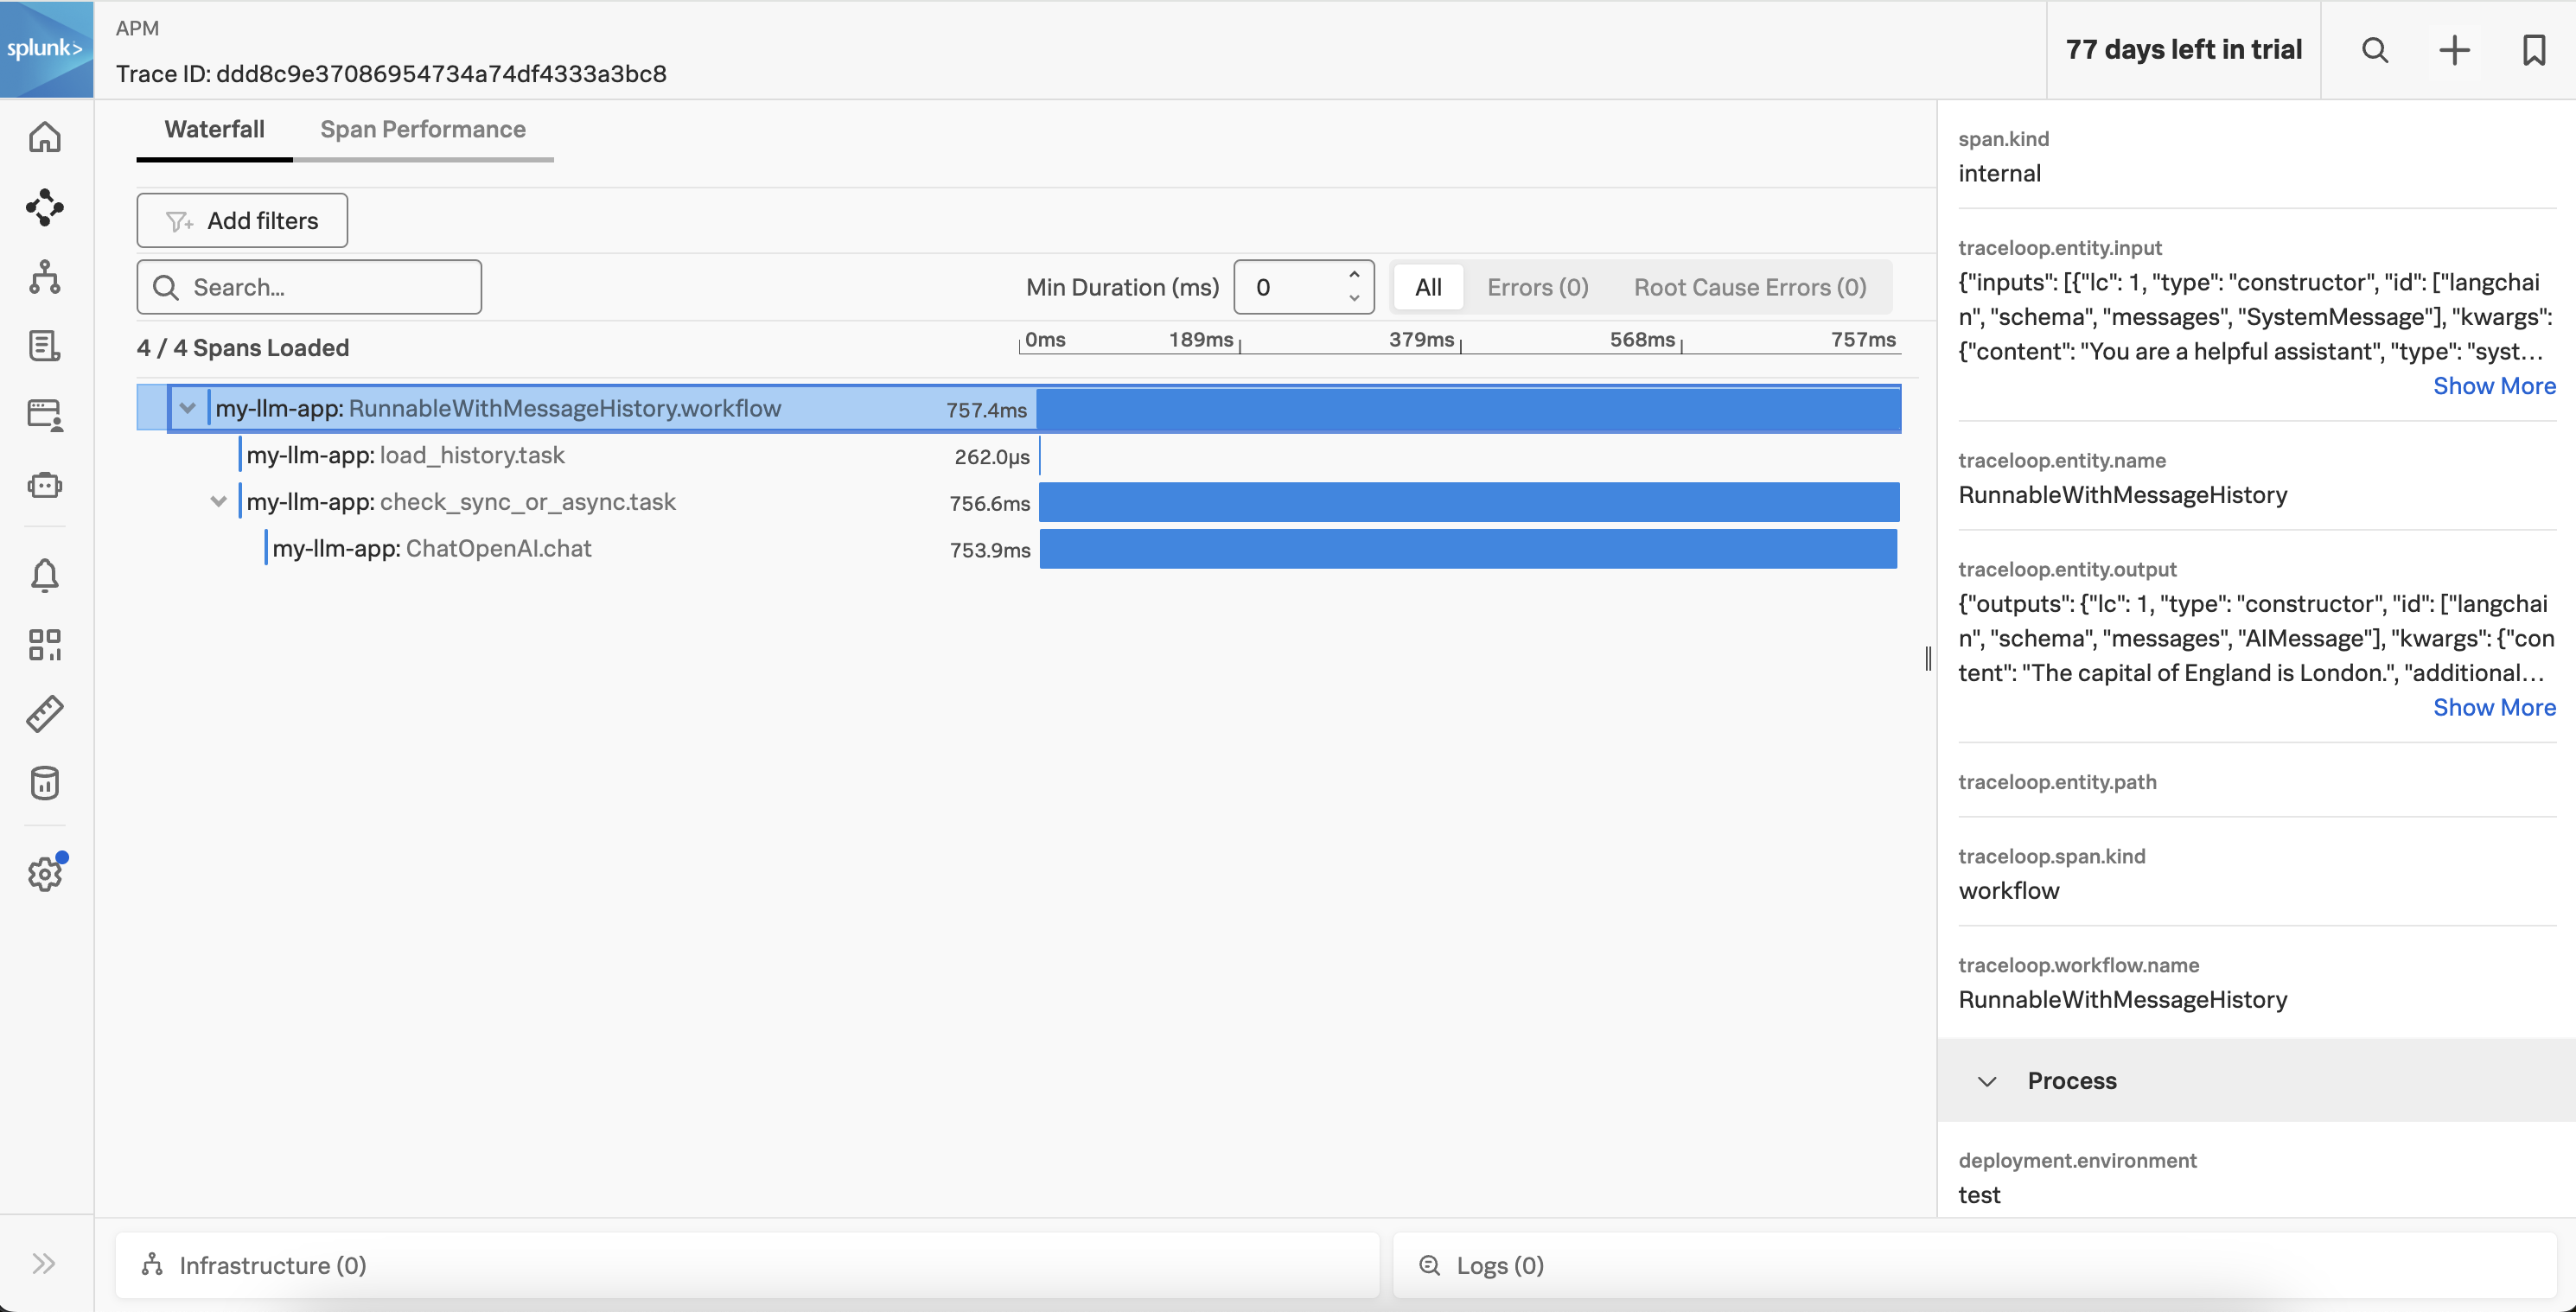 splunk>
APM
Trace ID: ddd8c9e37086954734a74df4333a3bc8
77 days left in trial
Waterfall
Span Performance
Add filters
Search...
Min Duration (ms)
0
All
Errors (0)
Root Cause Errors (0)
4 / 4 Spans Loaded
0ms
189ms
379ms
568ms
757ms
my-llm-app: RunnableWithMessageHistory.workflow
757.4ms
my-llm-app: load_history.task
262.0µs
my-llm-app: check_sync_or_async.task
756.6ms
my-llm-app: ChatOpenAI.chat
753.9ms
span.kind
internal
traceloop.entity.input
{"inputs": [{"lc": 1, "type": "constructor", "id": ["langchai
n", "schema", "messages", "SystemMessage"], "kwargs":
{"content": "You are a helpful assistant", "type": "syst...
Show More
traceloop.entity.name
RunnableWithMessageHistory
traceloop.entity.output
{"outputs": {"lc": 1, "type": "constructor", "id": ["langchai
n", "schema", "messages", "AIMessage"], "kwargs": {"con
tent": "The capital of England is London.", "additional...
Show More
traceloop.entity.path
traceloop.span.kind
workflow
traceloop.workflow.name
RunnableWithMessageHistory
Process
deployment.environment
test
Infrastructure (0)
Logs (0)